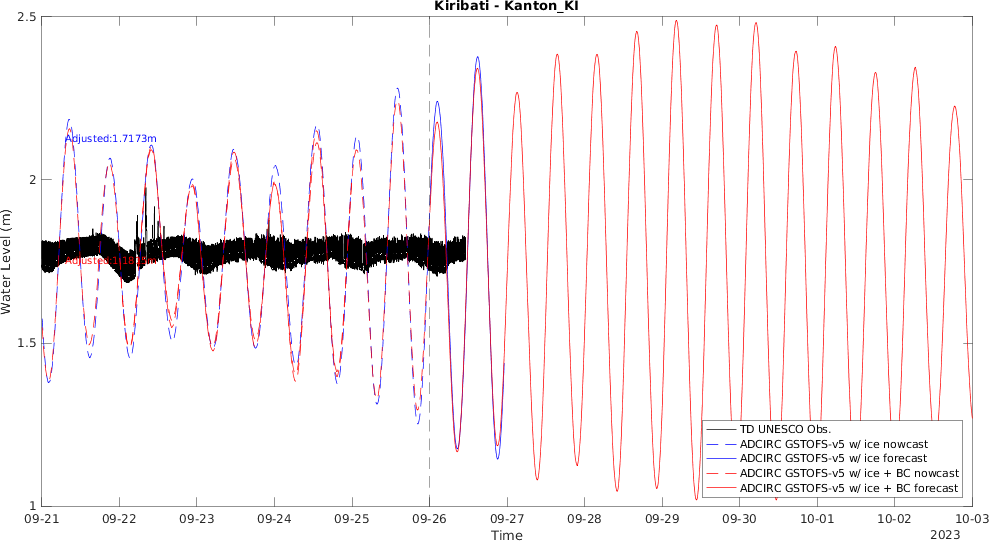 Kiribati - Kanton_KI
2.5
Adjusted:1.7173m
2
Water Level (m)
1.5
TD UNESCO Obs.
ADCIRC GSTOFS-v5 w/ ice nowcast
ADCIRC GSTOFS-v5 w/ ice forecast
ADCIRC GSTOFS-v5 w/ ice + BC nowcast
ADCIRC GSTOFS-v5 w/ ice + BC forecast
1
09-21 09-22 09-23 09-24 09-25 09-26 09-27 09-28 09-29 09-30 10-01 10-02 10-03
Time
2023